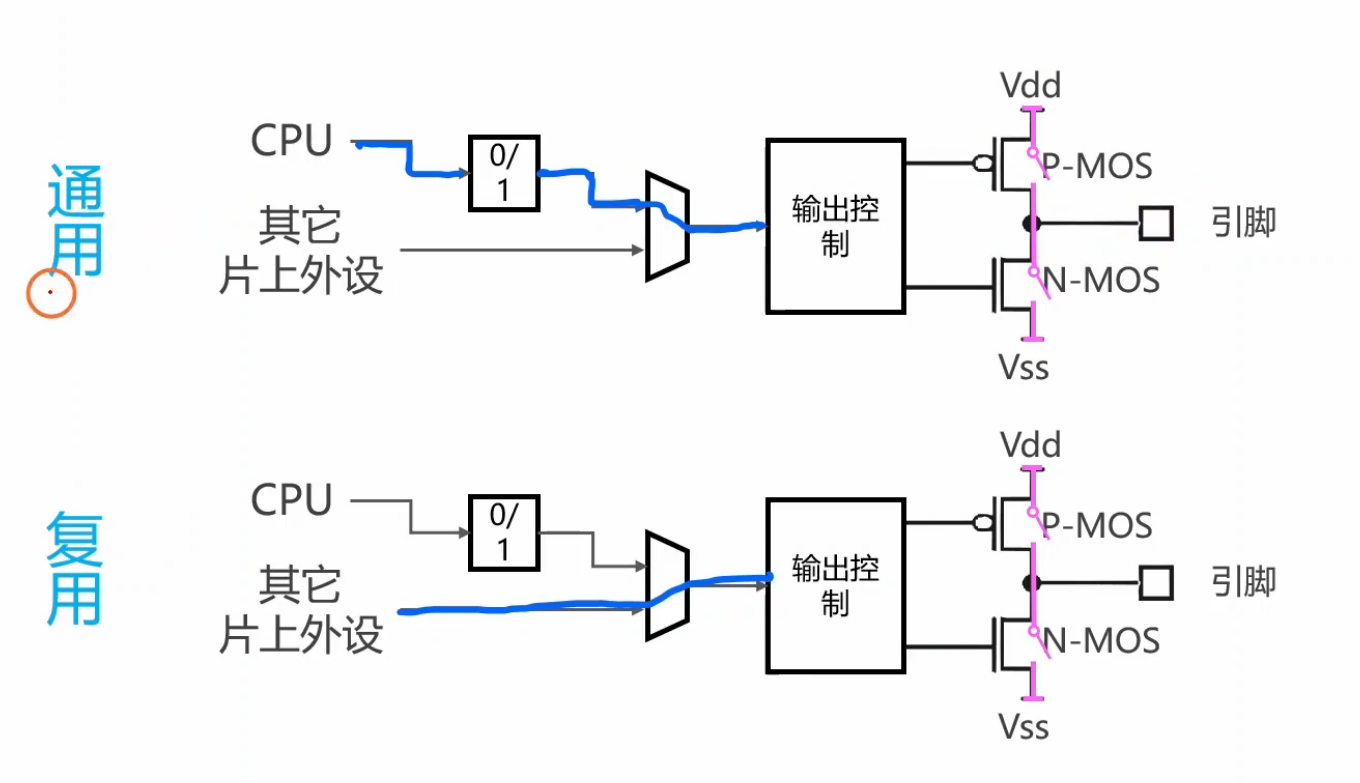 通用
CPU
0/
1
其它
片上外设
输出控
制
Vdd
P-MOS
引脚
N-MOS
Vss
复用
CPU
0/
1
其它
片上外设
输出控
制
Vdd
P-MOS
引脚
N-MOS
Vss